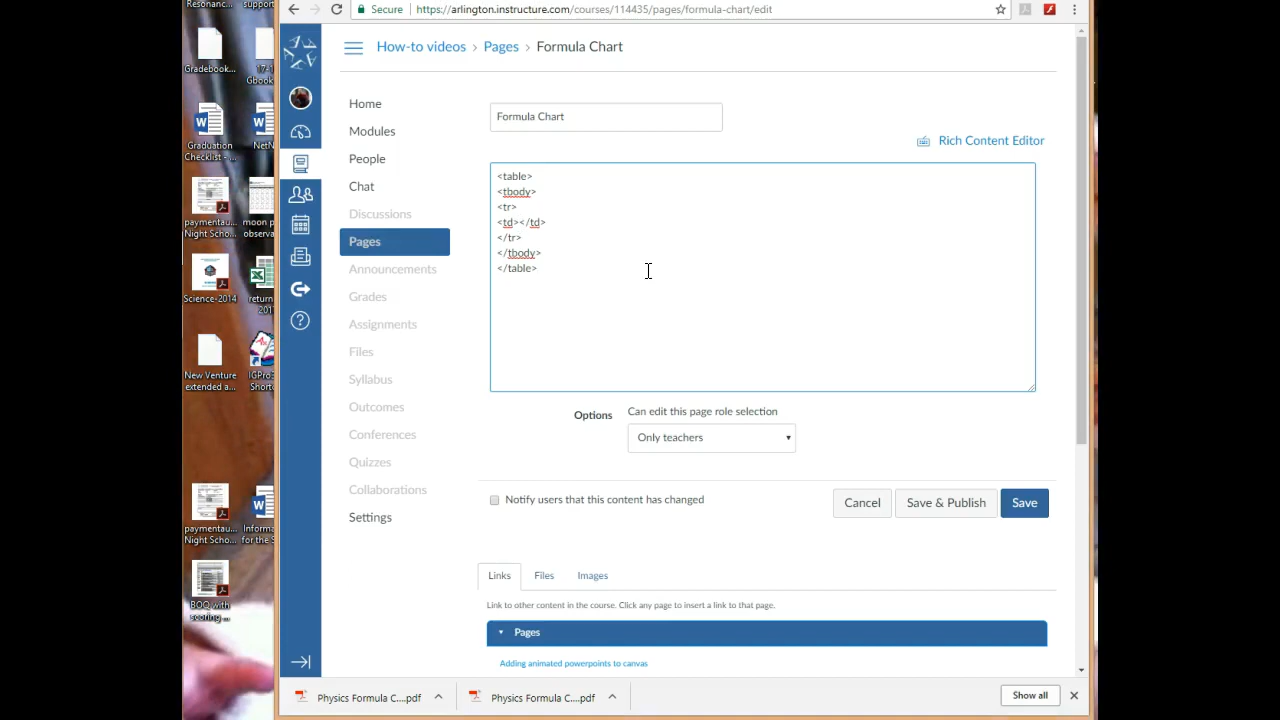 Resonanc...
support
Gradebook...
17-1
Gbook
Graduation
Checklist - ...
NetN
paymentau...
Night Scho...
moon p
observa
Science-2014
return
201
New Venture
extended a...
IGPro
Shortc
paymentau...
Night Scho...
Informa
for the S
BOQ with
scoring ...
Secure
https://arlington.instructure.com/courses/114435/pages/formula-chart/edit
How-to videos > Pages > Formula Chart
Home
Modules
People
Chat
Discussions
Pages
Announcements
Grades
Assignments
Files
Syllabus
Outcomes
Conferences
Quizzes
Collaborations
Settings
Formula Chart
Rich Content Editor
<table>
<tbody>
<tr>
<td></td>
</tr>
</tbody>
</table>
Options
Can edit this page role selection
Only teachers
Notify users that this content has changed
Cancel
Save & Publish
Save
Links
Files
Images
Link to other content in the course. Click any page to insert a link to that page.
Pages
Adding animated powerpoints to canvas
Physics Formula C....pdf
Physics Formula C....pdf
Show all